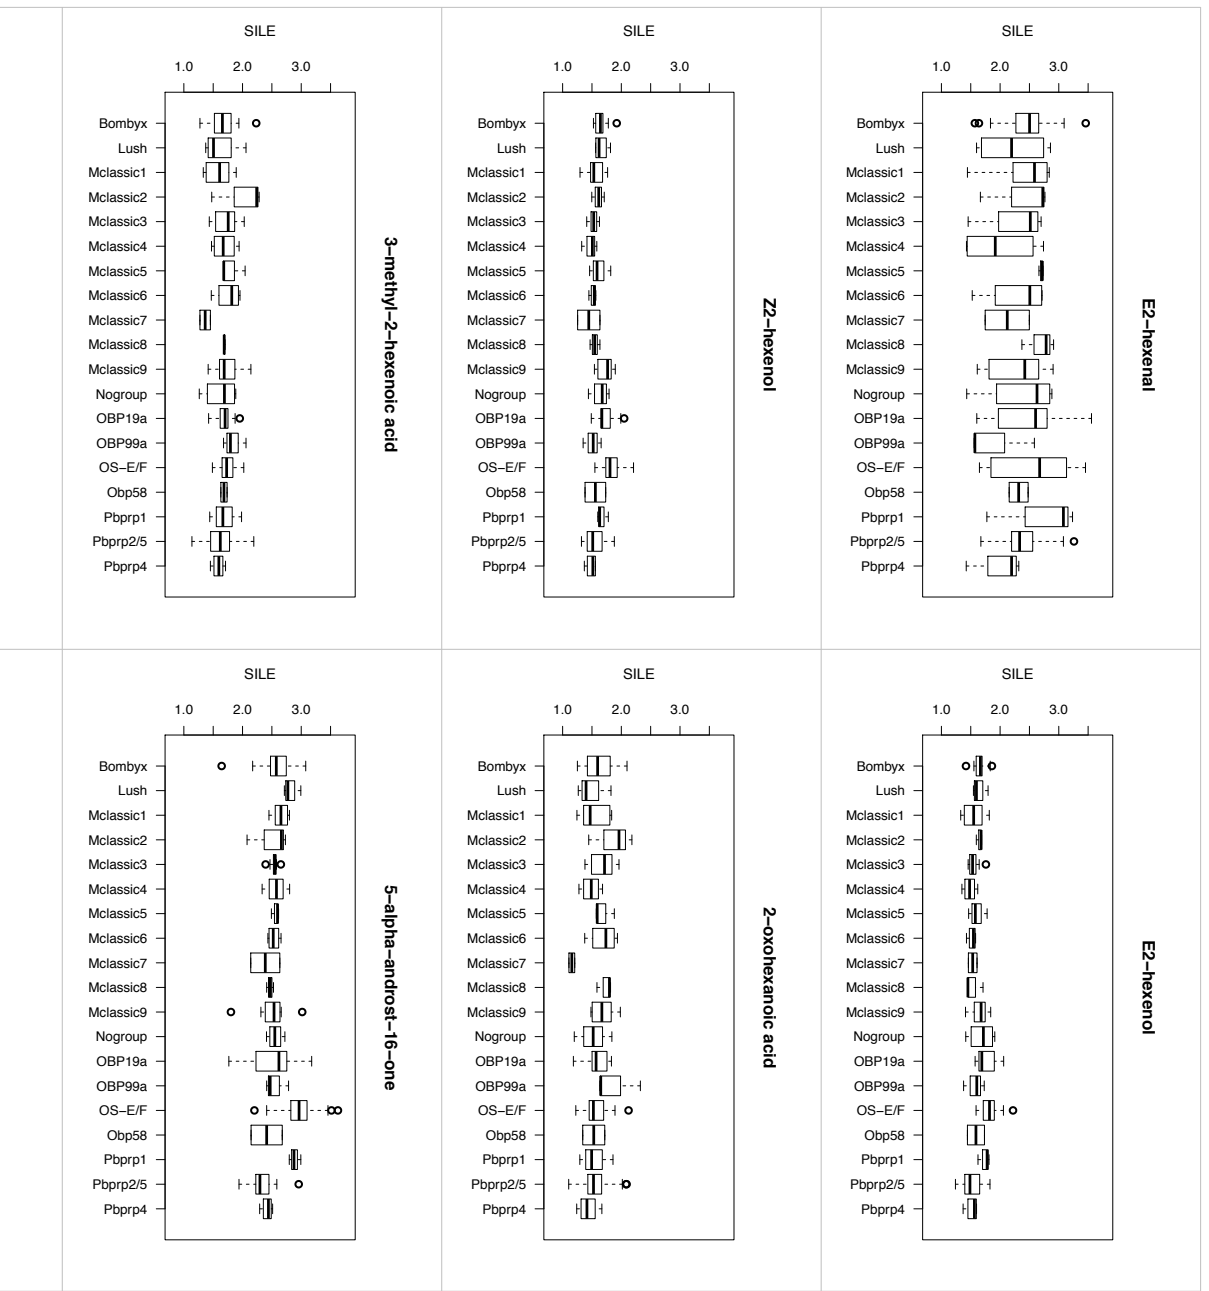 SILE
1.0 2.0 3.0
Bombyx
Lush
Mclassic1
Mclassic2
Mclassic3
Mclassic4
Mclassic5
Mclassic6
Mclassic7
Mclassic8
Mclassic9
Nogroup
OBP19a
OBP99a
OS−E/F
Obp58
Pbprp1
Pbprp2/5
Pbprp4
3−methyl−2−hexenoic acid
SILE
1.0 2.0 3.0
Bombyx
Lush
Mclassic1
Mclassic2
Mclassic3
Mclassic4
Mclassic5
Mclassic6
Mclassic7
Mclassic8
Mclassic9
Nogroup
OBP19a
OBP99a
OS−E/F
Obp58
Pbprp1
Pbprp2/5
Pbprp4
Z2−hexenol
SILE
1.0 2.0 3.0
Bombyx
Lush
Mclassic1
Mclassic2
Mclassic3
Mclassic4
Mclassic5
Mclassic6
Mclassic7
Mclassic8
Mclassic9
Nogroup
OBP19a
OBP99a
OS−E/F
Obp58
Pbprp1
Pbprp2/5
Pbprp4
E2−hexenal
SILE
1.0 2.0 3.0
Bombyx
Lush
Mclassic1
Mclassic2
Mclassic3
Mclassic4
Mclassic5
Mclassic6
Mclassic7
Mclassic8
Mclassic9
Nogroup
OBP19a
OBP99a
OS−E/F
Obp58
Pbprp1
Pbprp2/5
Pbprp4
5−alpha−androst−16−one
SILE
1.0 2.0 3.0
Bombyx
Lush
Mclassic1
Mclassic2
Mclassic3
Mclassic4
Mclassic5
Mclassic6
Mclassic7
Mclassic8
Mclassic9
Nogroup
OBP19a
OBP99a
OS−E/F
Obp58
Pbprp1
Pbprp2/5
Pbprp4
2−oxohexanoic acid
SILE
1.0 2.0 3.0
Bombyx
Lush
Mclassic1
Mclassic2
Mclassic3
Mclassic4
Mclassic5
Mclassic6
Mclassic7
Mclassic8
Mclassic9
Nogroup
OBP19a
OBP99a
OS−E/F
Obp58
Pbprp1
Pbprp2/5
Pbprp4
E2−hexenol